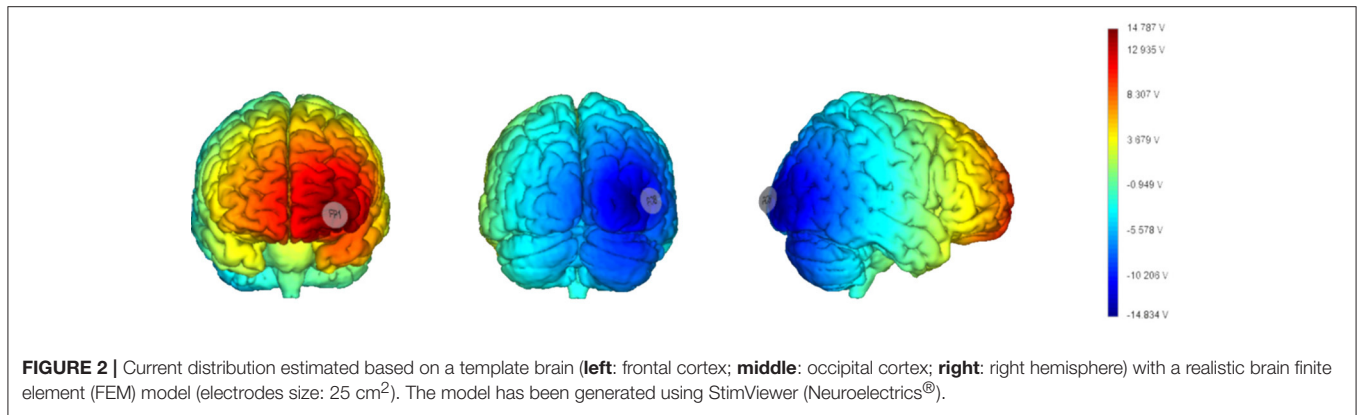 14 787 V
12 935 V
8.307 V
3 679 V
-0.949 V
-5 578 V
-10 206 V
-14 834 V
FP1
FIGURE 2 | Current distribution estimated based on a template brain (left: frontal cortex; middle: occipital cortex; right: right hemisphere) with a realistic brain finite
element (FEM) model (electrodes size: 25 cm²). The model has been generated using StimViewer (Neuroelectrics®).